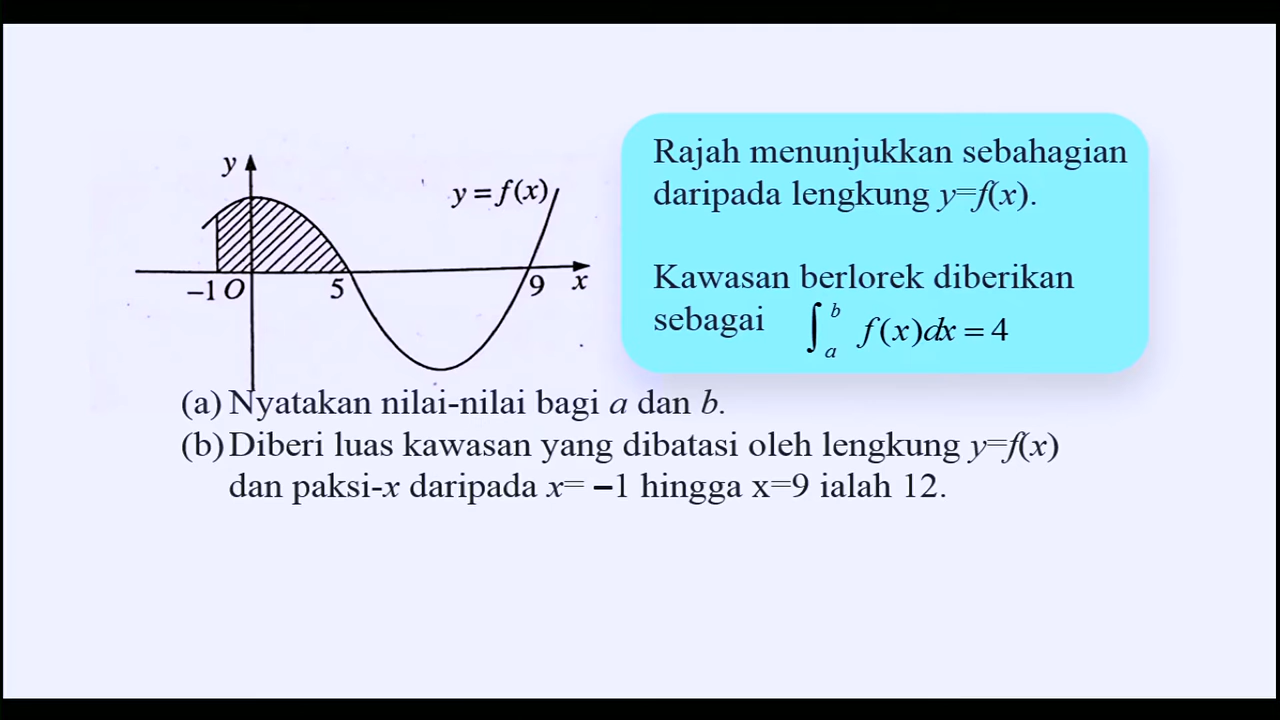 y
y = f(x)
–1 O 5 9 x
Rajah menunjukkan sebahagian
daripada lengkung y=f(x).
Kawasan berlorek diberikan
sebagai ∫ₐᵇ f(x)dx = 4
(a) Nyatakan nilai-nilai bagi a dan b.
(b) Diberi luas kawasan yang dibatasi oleh lengkung y=f(x)
dan paksi-x daripada x= –1 hingga x=9 ialah 12.